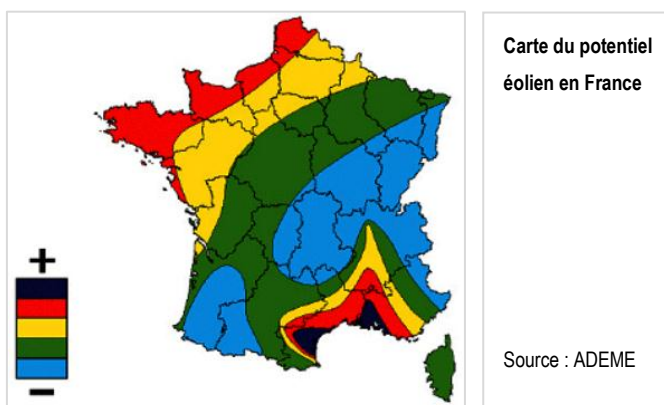 Carte du potentiel
éolien en France
+
−
Source : ADEME